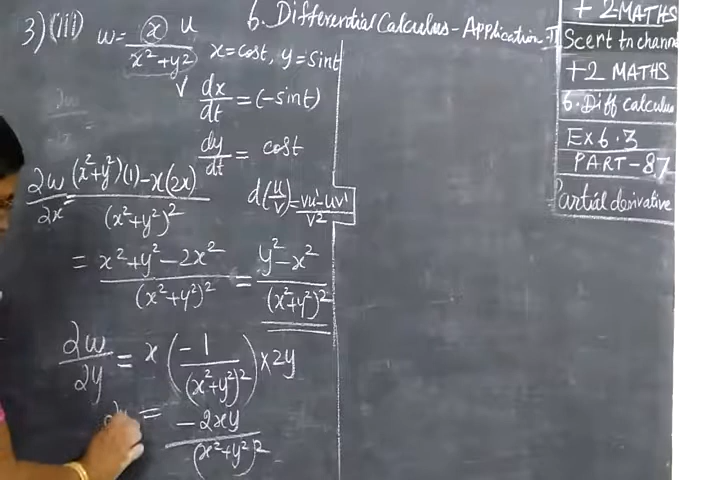 6. Differential Calculus - Application - II
3) (iii) w = x / (x² + y²)
u
v
x = cost, y = sint
dx/dt = (-sint)
dy/dt = cost
d(u/v) = (vu' - uv') / v²
∂w/∂x = ((x² + y²)(1) - x(2x)) / (x² + y²)²
= (x² + y² - 2x²) / (x² + y²)² = (y² - x²) / (x² + y²)²
∂w/∂y = x (-1 / (x² + y²)²) × 2y
= -2xy / (x² + y²)²
+2 MATHS
Scert tn channe
+2 MATHS
6. Diff calculus
Ex 6.3
PART - 87
Partial derivative